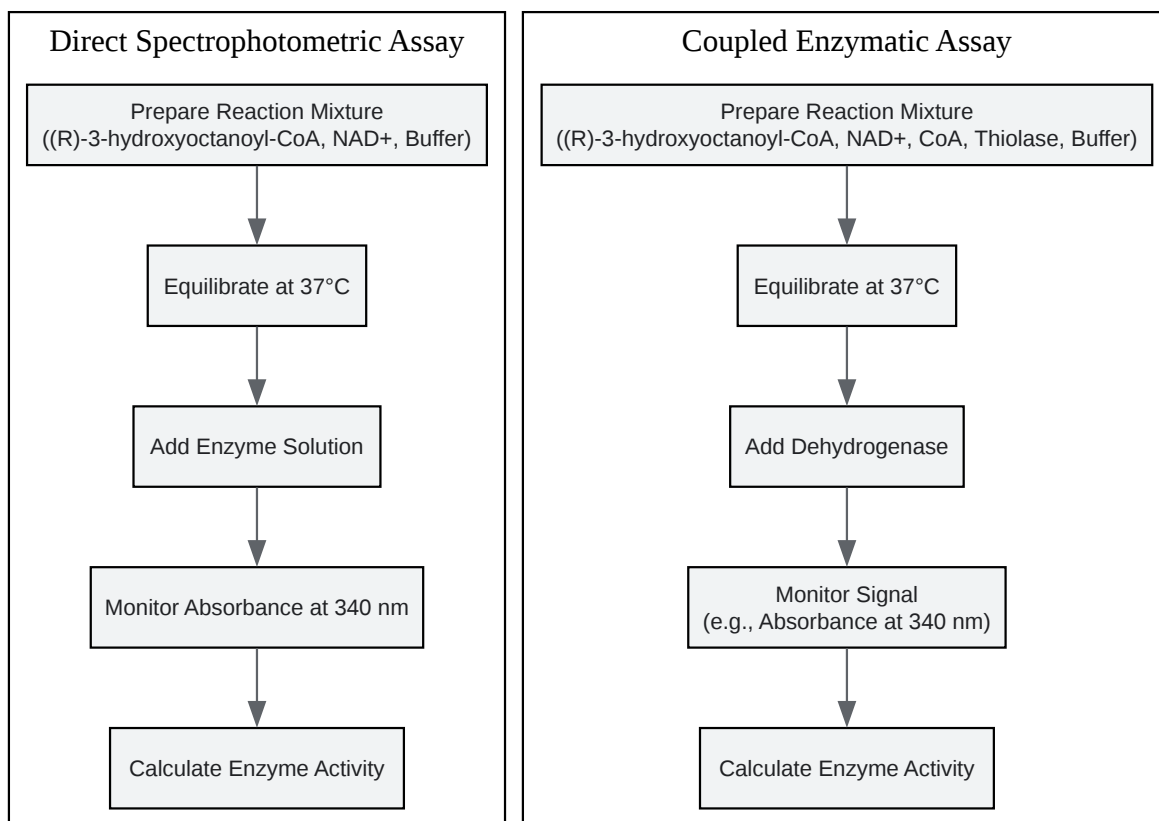 Direct Spectrophotometric Assay
Prepare Reaction Mixture
((R)-3-hydroxyoctanoyl-CoA, NAD+, Buffer)
Equilibrate at 37°C
Add Enzyme Solution
Monitor Absorbance at 340 nm
Calculate Enzyme Activity
Coupled Enzymatic Assay
Prepare Reaction Mixture
((R)-3-hydroxyoctanoyl-CoA, NAD+, CoA, Thiolase, Buffer)
Equilibrate at 37°C
Add Dehydrogenase
Monitor Signal
(e.g., Absorbance at 340 nm)
Calculate Enzyme Activity